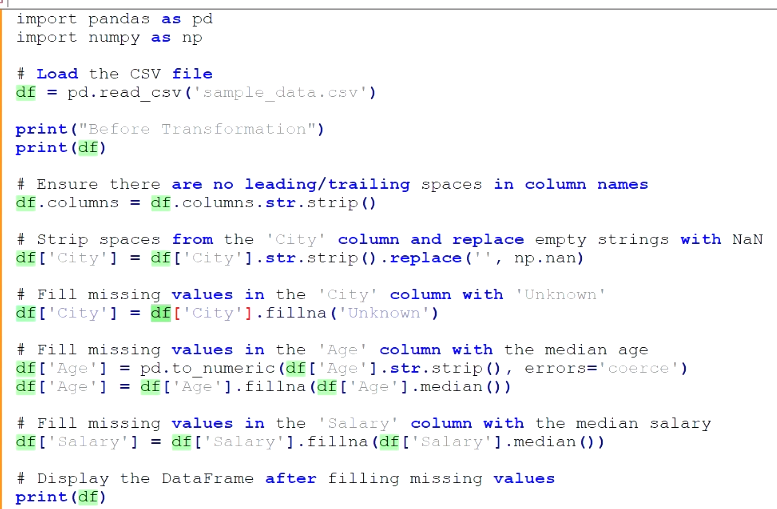 import pandas as pd
import numpy as np
# Load the CSV file
df = pd.read_csv('sample_data.csv')
print("Before Transformation")
print(df)
# Ensure there are no leading/trailing spaces in column names
df.columns = df.columns.str.strip()
# Strip spaces from the 'City' column and replace empty strings with NaN
df['City'] = df['City'].str.strip().replace('', np.nan)
# Fill missing values in the 'City' column with 'Unknown'
df['City'] = df['City'].fillna('Unknown')
# Fill missing values in the 'Age' column with the median age
df['Age'] = pd.to_numeric(df['Age'].str.strip(), errors='coerce')
df['Age'] = df['Age'].fillna(df['Age'].median())
# Fill missing values in the 'Salary' column with the median salary
df['Salary'] = df['Salary'].fillna(df['Salary'].median())
# Display the DataFrame after filling missing values
print(df)